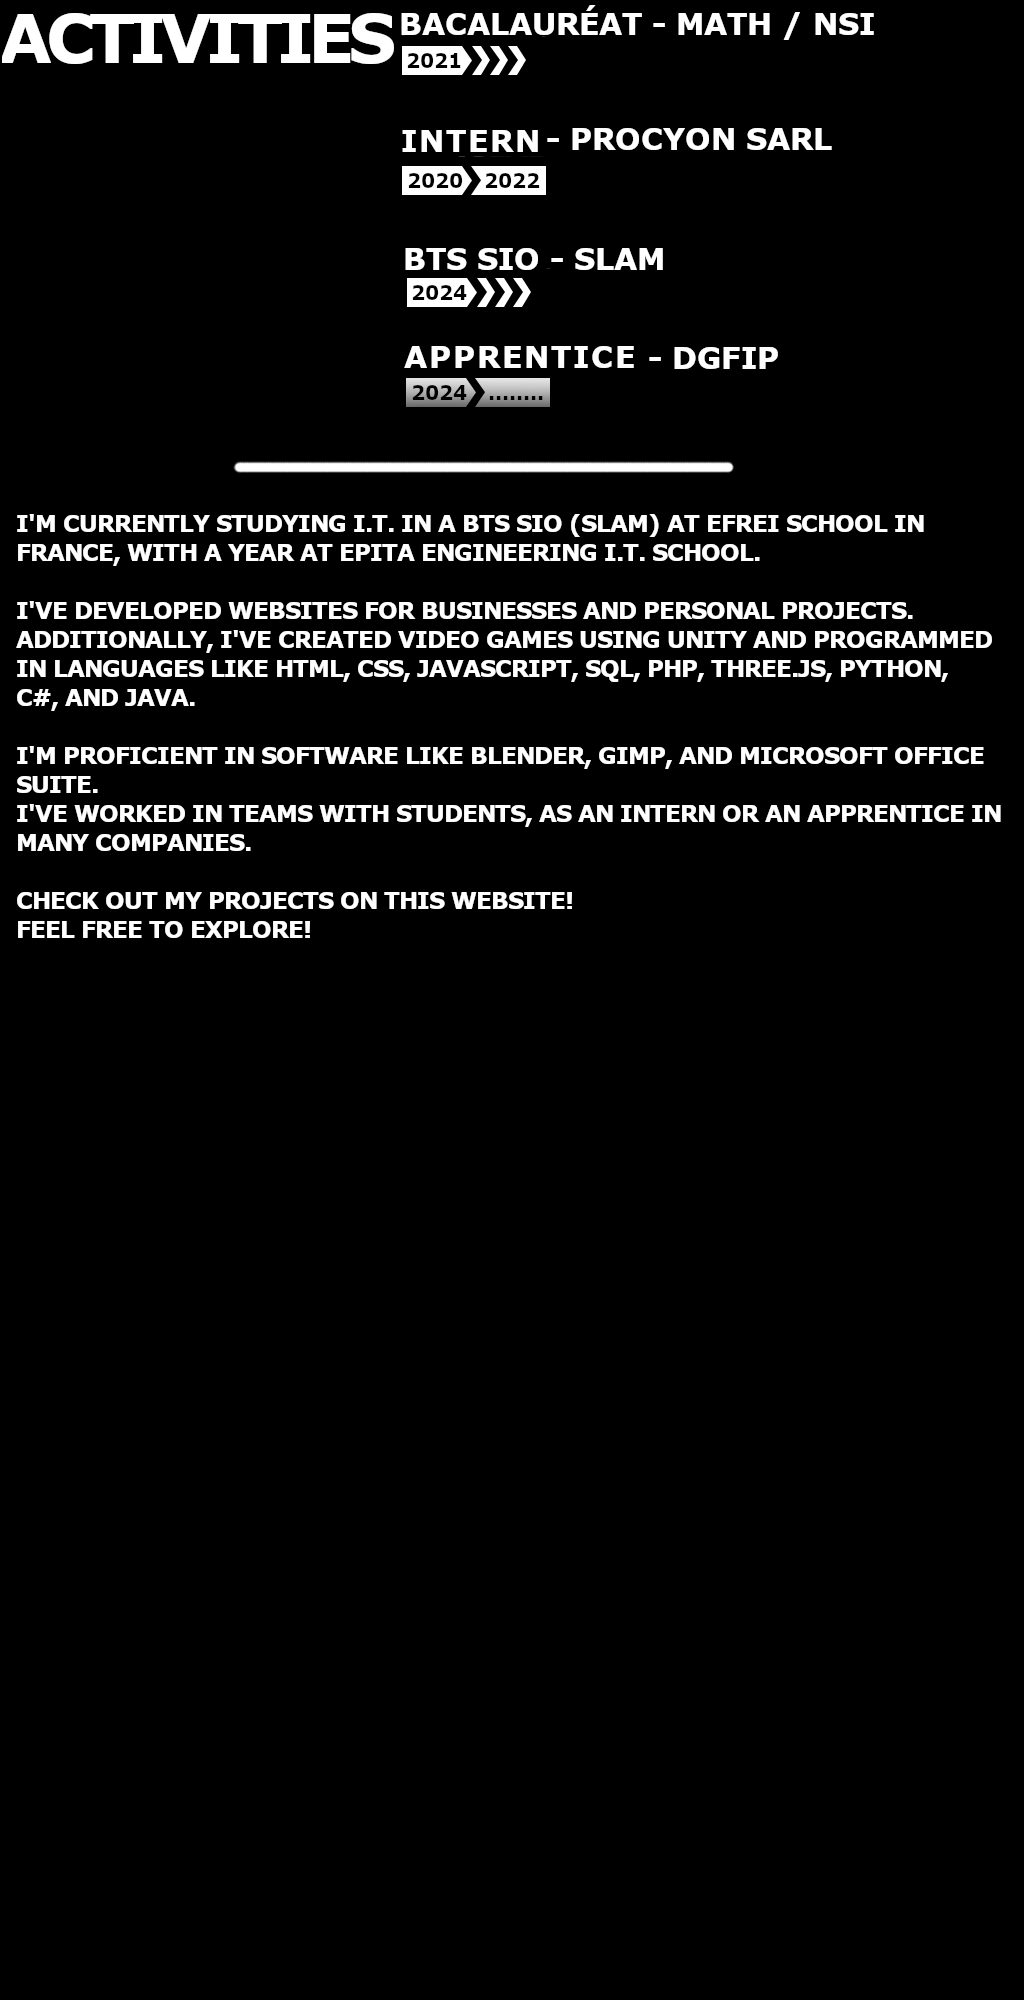 ACTIVITIES
BACALAURÉAT - MATH / NSI
2021
INTERN - PROCYON SARL
2020 2022
BTS SIO - SLAM
2024
APPRENTICE - DGFIP
2024 ........
I'M CURRENTLY STUDYING I.T. IN A BTS SIO (SLAM) AT EFREI SCHOOL IN
FRANCE, WITH A YEAR AT EPITA ENGINEERING I.T. SCHOOL.
I'VE DEVELOPED WEBSITES FOR BUSINESSES AND PERSONAL PROJECTS.
ADDITIONALLY, I'VE CREATED VIDEO GAMES USING UNITY AND PROGRAMMED
IN LANGUAGES LIKE HTML, CSS, JAVASCRIPT, SQL, PHP, THREE.JS, PYTHON,
C#, AND JAVA.
I'M PROFICIENT IN SOFTWARE LIKE BLENDER, GIMP, AND MICROSOFT OFFICE
SUITE.
I'VE WORKED IN TEAMS WITH STUDENTS, AS AN INTERN OR AN APPRENTICE IN
MANY COMPANIES.
CHECK OUT MY PROJECTS ON THIS WEBSITE!
FEEL FREE TO EXPLORE!